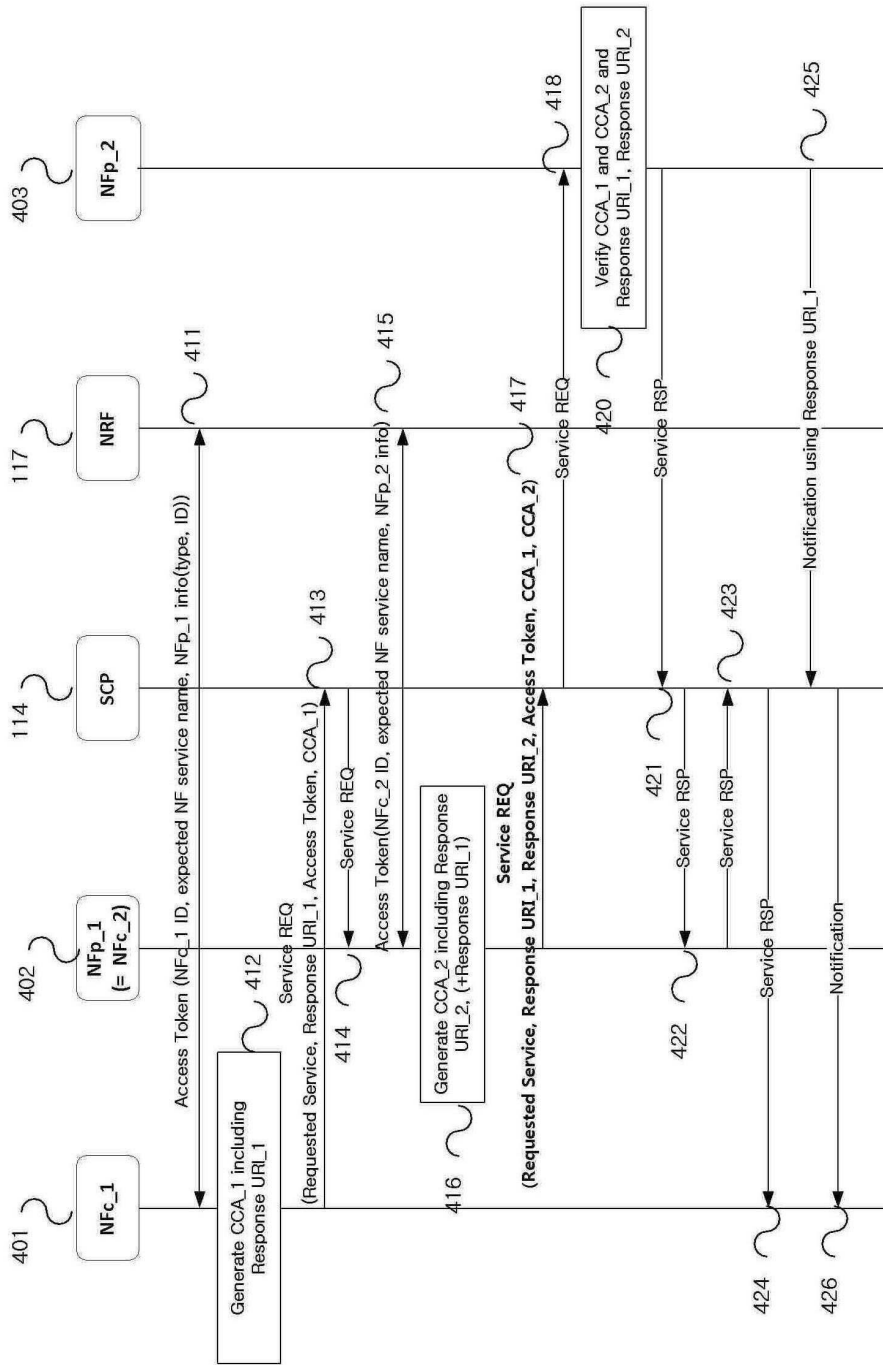 401
402
114
117
403
NFc_1
NFp_1
(= NFc_2)
SCP
NRF
NFp_2
411
Access Token (NFc_1 ID, expected NF service name, NFp_1 info(type, ID))
412
Generate CCA_1 including
Response URI_1
Service REQ
(Requested Service, Response URI_1, Access Token, CCA_1)
413
Service REQ
414
415
Access Token(NFc_2 ID, expected NF service name, NFp_2 info)
Generate CCA_2 including Response
URI_2, (+Response URI_1)
416
Service REQ
(Requested Service, Response URI_1, Response URI_2, Access Token, CCA_1, CCA_2)
417
Service REQ
418
Verify CCA_1 and CCA_2 and
Response URI_1, Response URI_2
420
Service RSP
421
Service RSP
422
Service RSP
423
Service RSP
424
Notification using Response URI_1
425
Notification
426